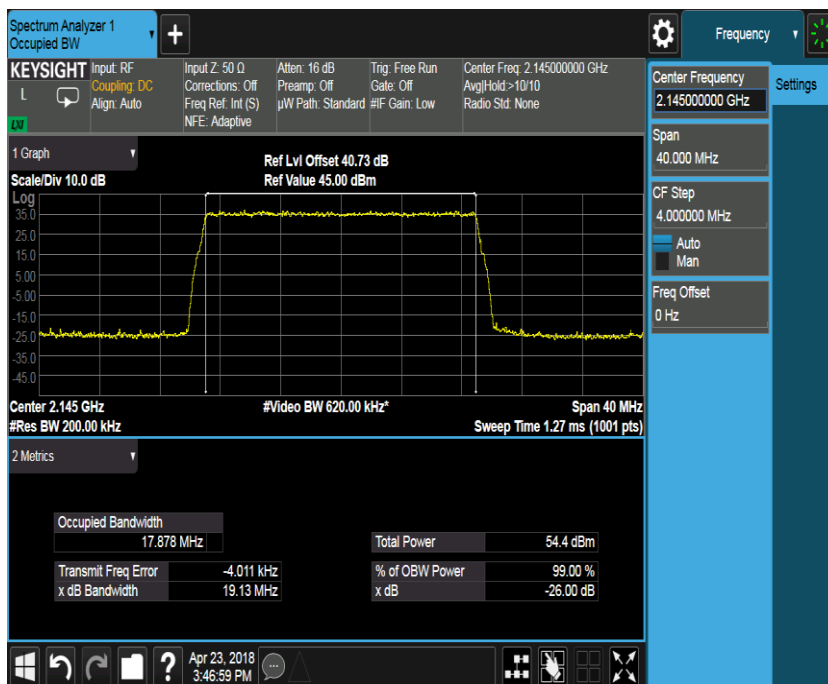 Spectrum Analyzer 1
Occupied BW
+
Frequency
KEYSIGHT
L
LXI
Input: RF
Coupling: DC
Align: Auto
Input Z: 50 Ω
Corrections: Off
Freq Ref: Int (S)
NFE: Adaptive
Atten: 16 dB
Preamp: Off
µW Path: Standard
Trig: Free Run
Gate: Off
#IF Gain: Low
Center Freq: 2.145000000 GHz
Avg|Hold:>10/10
Radio Std: None
Center Frequency
2.145000000 GHz
Settings
Span
40.000 MHz
CF Step
4.000000 MHz
Auto
Man
Freq Offset
0 Hz
1 Graph
Scale/Div 10.0 dB
Ref Lvl Offset 40.73 dB
Ref Value 45.00 dBm
Log
35.0
25.0
15.0
5.00
-5.00
-15.0
-25.0
-35.0
-45.0
Center 2.145 GHz
#Video BW 620.00 kHz*
Span 40 MHz
#Res BW 200.00 kHz
Sweep Time 1.27 ms (1001 pts)
2 Metrics
Occupied Bandwidth
17.878 MHz
Total Power 54.4 dBm
Transmit Freq Error -4.011 kHz
% of OBW Power 99.00 %
x dB Bandwidth 19.13 MHz
x dB -26.00 dB
?
Apr 23, 2018
3:46:59 PM